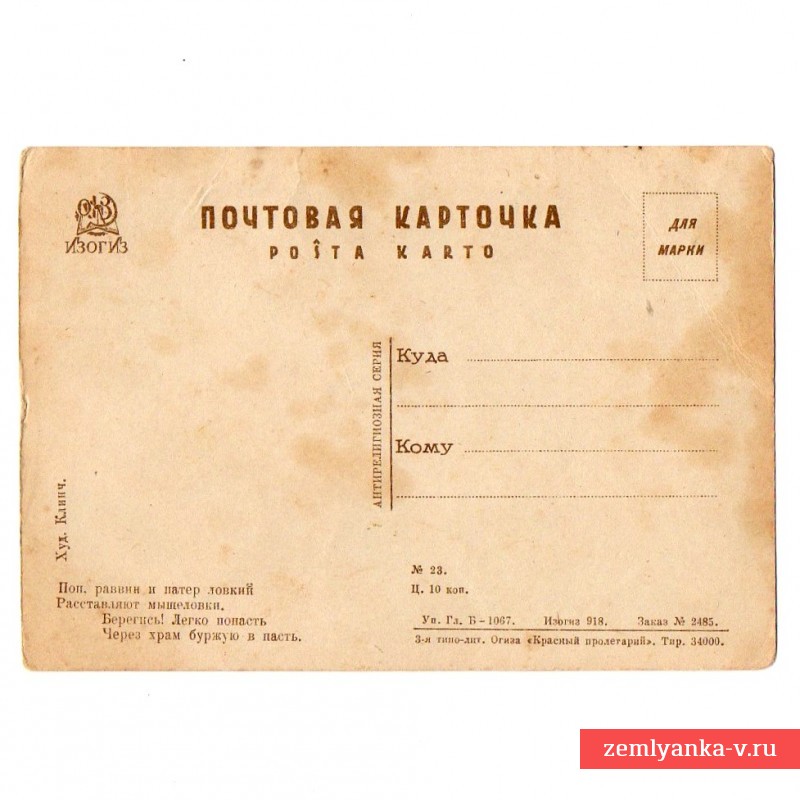 ОГИЗ
ИЗОГИЗ
ПОЧТОВАЯ КАРТОЧКА
POŜTA KARTO
ДЛЯ
МАРКИ
АНТИРЕЛИГИОЗНАЯ СЕРИЯ
Куда
Кому
Худ. Клинч.
Поп, раввин и патер ловкий
Расставляют мышеловки.
Берегись! Легко попасть
Через храм буржую в пасть.
№ 23.
Ц. 10 коп.
Уп. Гл. Б—1067. Изогиз 918. Заказ № 2485.
3-я типо-лит. Огиза «Красный пролетарий». Тир. 34000.
zemlyanka-v.ru